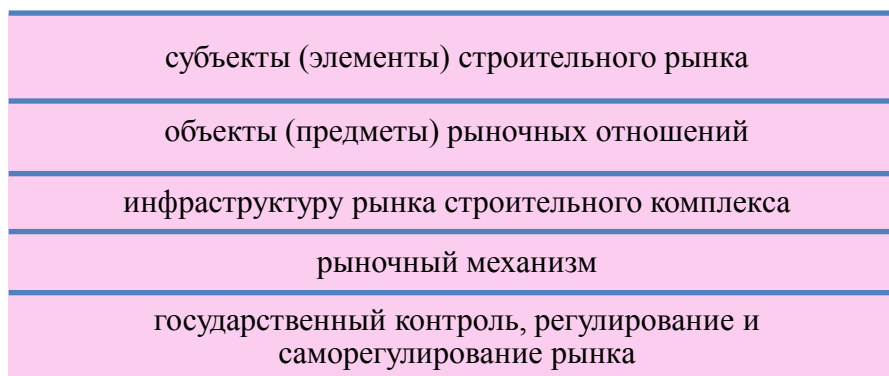 субъекты (элементы) строительного рынка
объекты (предметы) рыночных отношений
инфраструктуру рынка строительного комплекса
рыночный механизм
государственный контроль, регулирование и
саморегулирование рынка